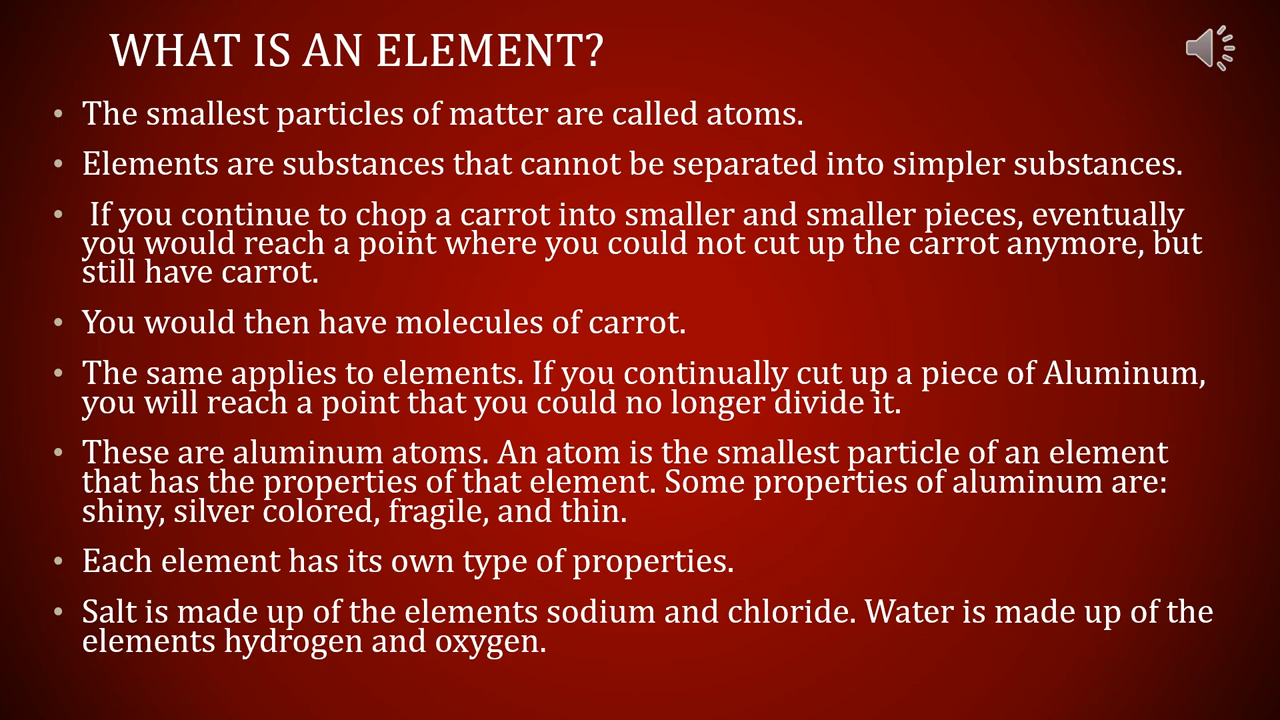 WHAT IS AN ELEMENT?
• The smallest particles of matter are called atoms.
• Elements are substances that cannot be separated into simpler substances.
• If you continue to chop a carrot into smaller and smaller pieces, eventually
you would reach a point where you could not cut up the carrot anymore, but
still have carrot.
• You would then have molecules of carrot.
• The same applies to elements. If you continually cut up a piece of Aluminum,
you will reach a point that you could no longer divide it.
• These are aluminum atoms. An atom is the smallest particle of an element
that has the properties of that element. Some properties of aluminum are:
shiny, silver colored, fragile, and thin.
• Each element has its own type of properties.
• Salt is made up of the elements sodium and chloride. Water is made up of the
elements hydrogen and oxygen.